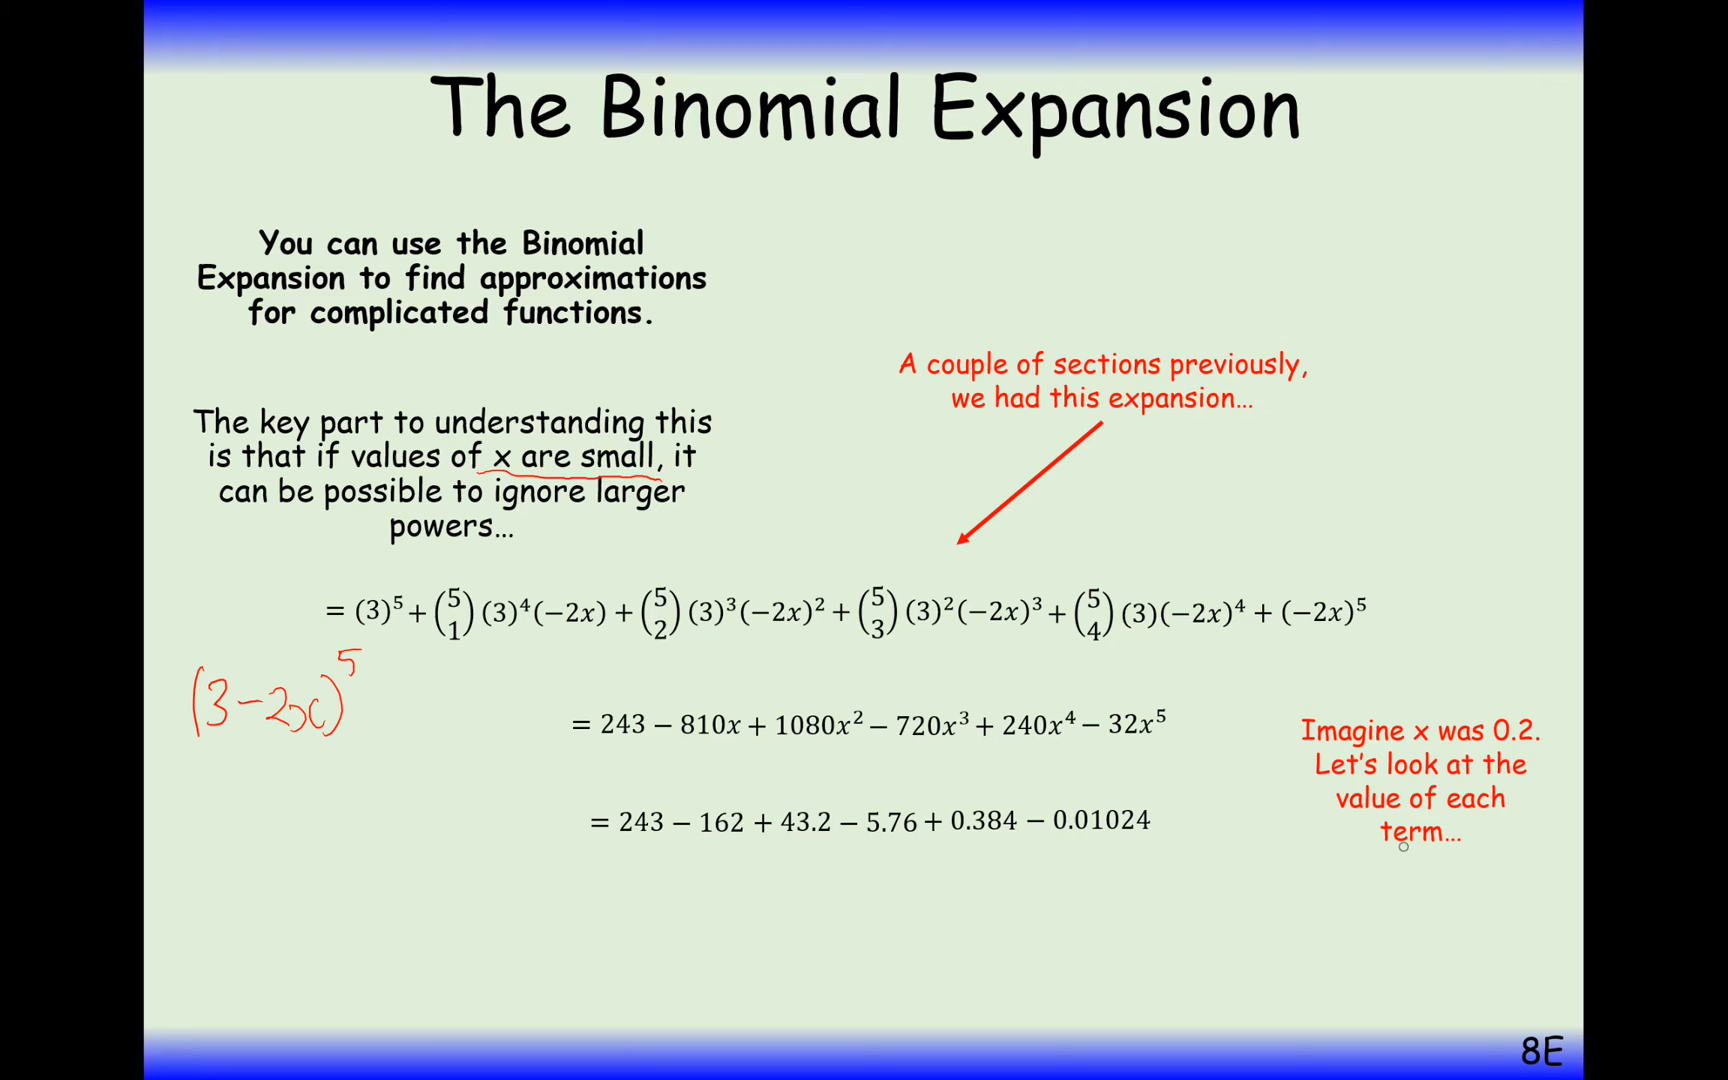 The Binomial Expansion
You can use the Binomial
Expansion to find approximations
for complicated functions.
The key part to understanding this
is that if values of x are small, it
can be possible to ignore larger
powers…
A couple of sections previously,
we had this expansion…
= (3)⁵ + (5 1) (3)⁴(−2x) + (5 2) (3)³(−2x)² + (5 3) (3)²(−2x)³ + (5 4) (3)(−2x)⁴ + (−2x)⁵
(3−2x)⁵
= 243 − 810x + 1080x² − 720x³ + 240x⁴ − 32x⁵
= 243 − 162 + 43.2 − 5.76 + 0.384 − 0.01024
Imagine x was 0.2.
Let's look at the
value of each
term…
8E